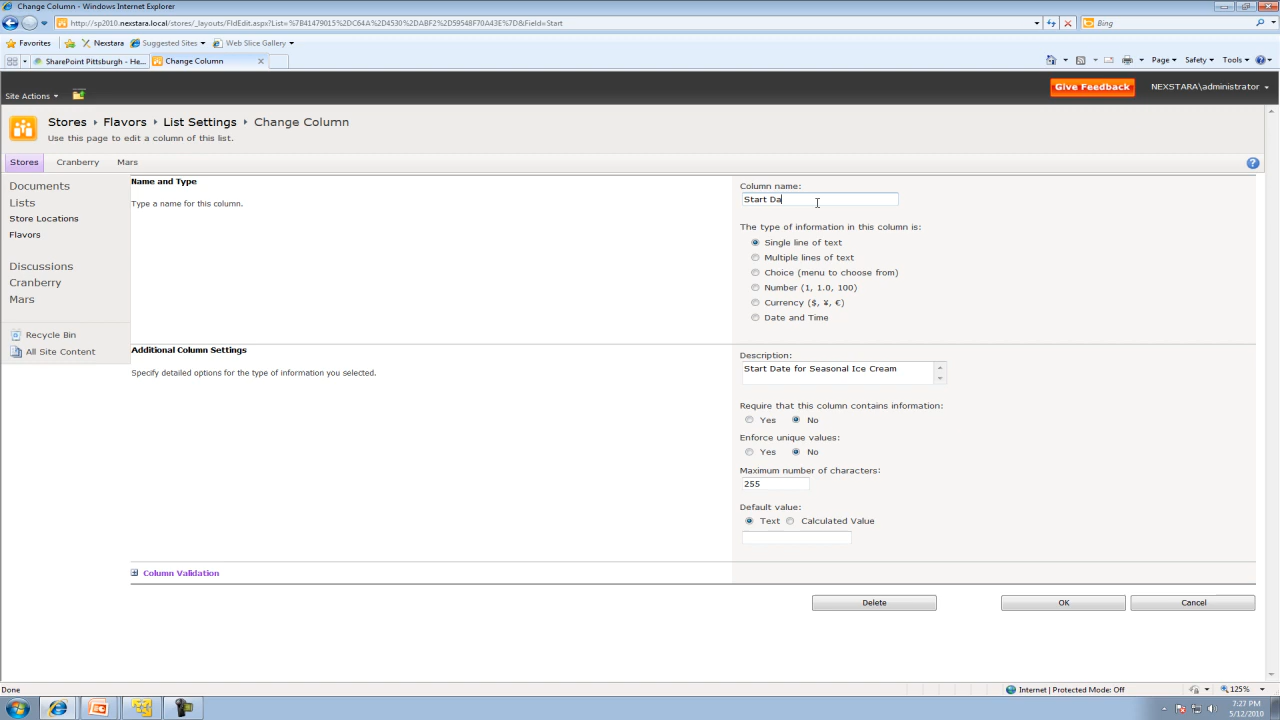 Change Column - Windows Internet Explorer
http://sp2010.nexstara.local/stores/_layouts/FldEdit.aspx?List=%7B41479015%2DC64A%2D4530%2DABF2%2D59548F70A43E%7D&Field=Start
Bing
Favorites Nexstara Suggested Sites Web Slice Gallery
SharePoint Pittsburgh - He... Change Column
Page Safety Tools
Site Actions
Give Feedback NEXSTARA\administrator
Stores Flavors List Settings Change Column
Use this page to edit a column of this list.
Stores Cranberry Mars
Documents
Lists
Store Locations
Flavors
Discussions
Cranberry
Mars
Recycle Bin
All Site Content
Name and Type
Type a name for this column.
Column name:
Start Da
The type of information in this column is:
Single line of text
Multiple lines of text
Choice (menu to choose from)
Number (1, 1.0, 100)
Currency ($, ¥, €)
Date and Time
Additional Column Settings
Specify detailed options for the type of information you selected.
Description:
Start Date for Seasonal Ice Cream
Require that this column contains information:
Yes No
Enforce unique values:
Yes No
Maximum number of characters:
255
Default value:
Text Calculated Value
Column Validation
Delete OK Cancel
Done
Internet | Protected Mode: Off
125%
7:27 PM
5/12/2010